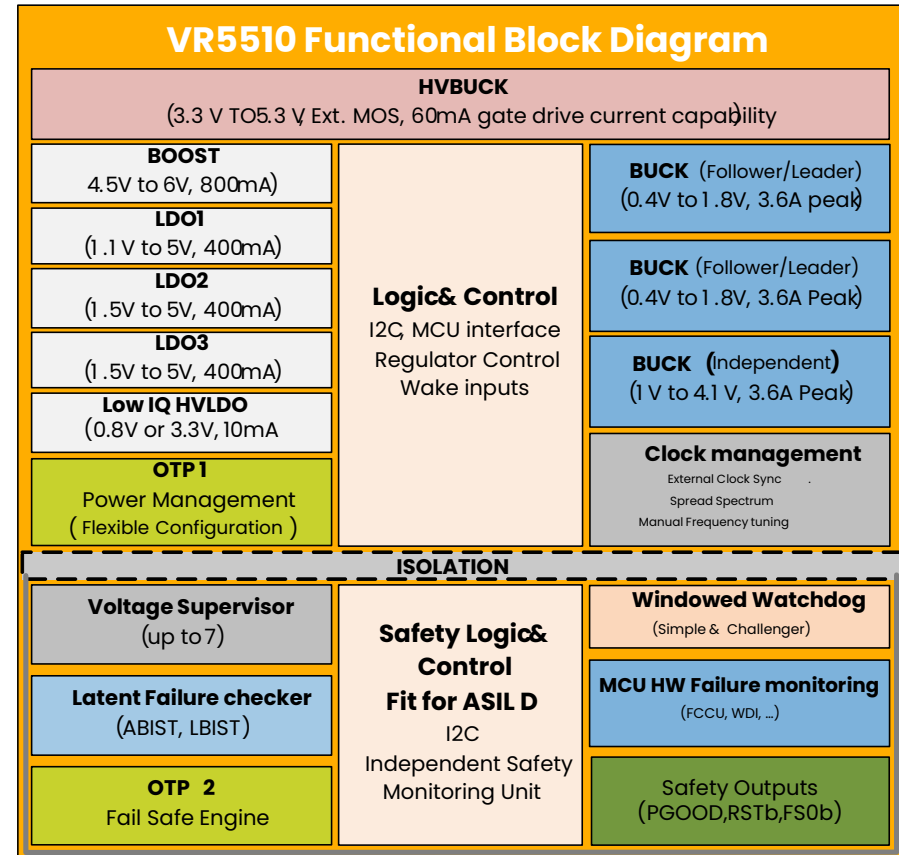 VR5510 Functional Block Diagram
HVBUCK
(3.3 V TO5.3 V, Ext. MOS, 60mA gate drive current capability)
BOOST
4.5V to 6V, 800mA)
LDO1
(1.1 V to 5V, 400mA)
LDO2
(1.5V to 5V, 400mA)
LDO3
(1.5V to 5V, 400mA)
Low IQ HVLDO
(0.8V or 3.3V, 10mA
OTP 1
Power Management
( Flexible Configuration )
Logic& Control
I2C, MCU interface
Regulator Control
Wake inputs
BUCK (Follower/Leader)
(0.4V to 1.8V, 3.6A peak)
BUCK (Follower/Leader)
(0.4V to 1.8V, 3.6A Peak)
BUCK (Independent)
(1 V to 4.1 V, 3.6A Peak)
Clock management
External Clock Sync .
Spread Spectrum
Manual Frequency tuning
ISOLATION
Voltage Supervisor
(up to 7)
Latent Failure checker
(ABIST, LBIST)
OTP 2
Fail Safe Engine
Safety Logic&
Control
Fit for ASIL D
I2C
Independent Safety
Monitoring Unit
Windowed Watchdog
(Simple & Challenger)
MCU HW Failure monitoring
(FCCU, WDI, ...)
Safety Outputs
(PGOOD,RSTb,FS0b)